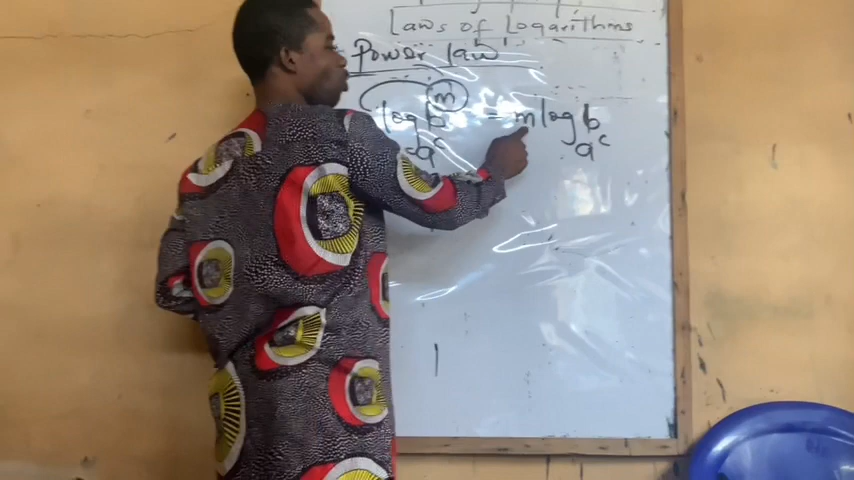 Laws of Logarithms
Power law
log b^m = m log b
a^c a^c